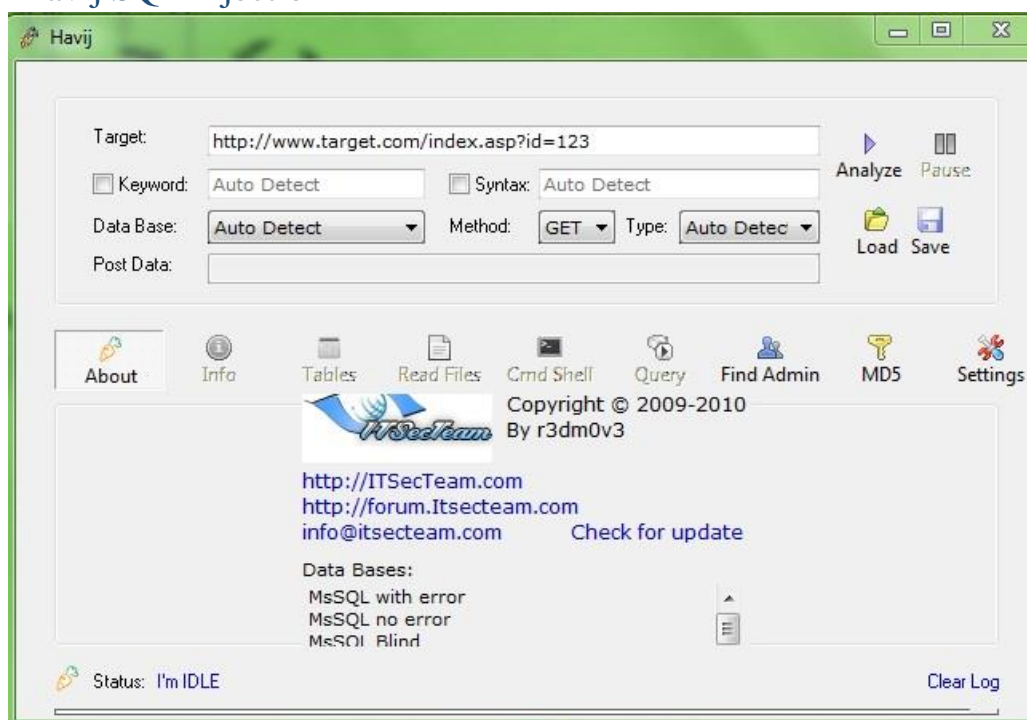 Havij
Target: http://www.target.com/index.asp?id=123
Analyze Pause
Keyword: Auto Detect Syntax: Auto Detect
Data Base: Auto Detect Method: GET Type: Auto Detec
Load Save
Post Data:
About Info Tables Read Files Cmd Shell Query Find Admin MD5 Settings
ITSecTeam
Copyright © 2009-2010
By r3dm0v3
http://ITSecTeam.com
http://forum.Itsecteam.com
info@itsecteam.com Check for update
Data Bases:
MsSQL with error
MsSQL no error
MsSQL Blind
Status: I'm IDLE Clear Log